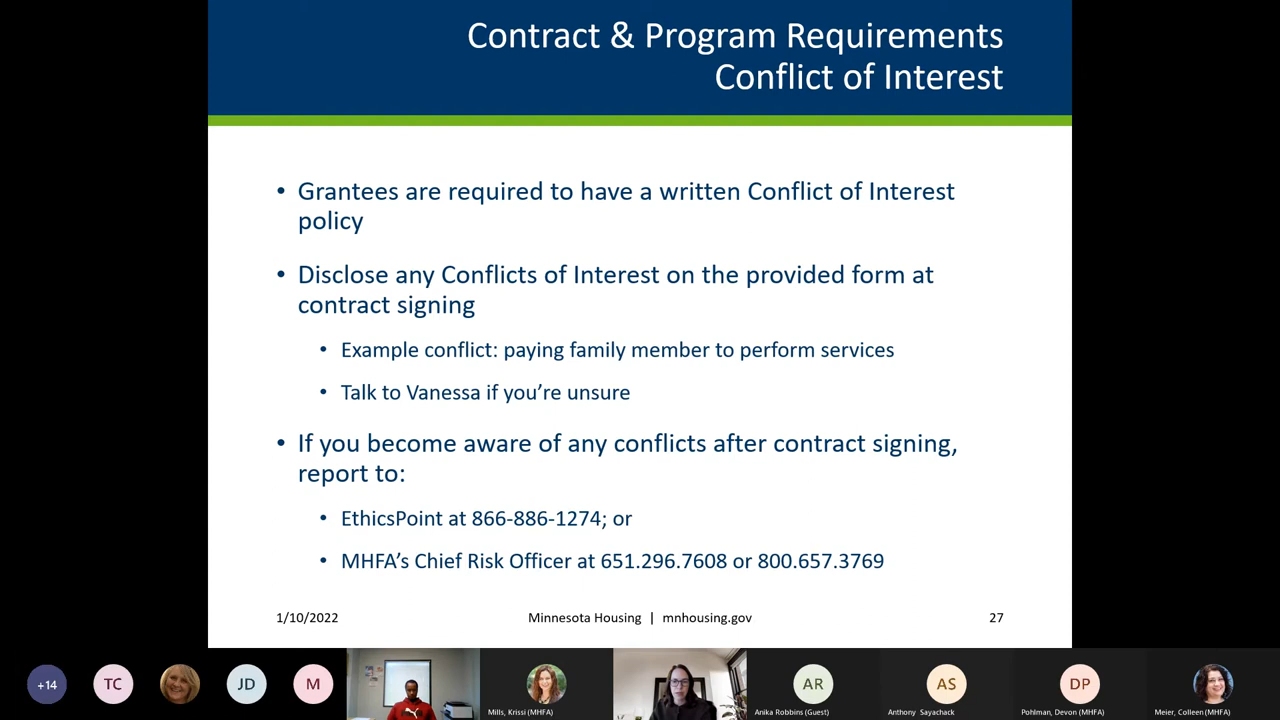 Contract & Program Requirements
Conflict of Interest
• Grantees are required to have a written Conflict of Interest
policy
• Disclose any Conflicts of Interest on the provided form at
contract signing
• Example conflict: paying family member to perform services
• Talk to Vanessa if you’re unsure
• If you become aware of any conflicts after contract signing,
report to:
• EthicsPoint at 866-886-1274; or
• MHFA’s Chief Risk Officer at 651.296.7608 or 800.657.3769
1/10/2022 Minnesota Housing | mnhousing.gov 27
+14 TC JD M AR AS DP
Mills, Krissi (MHFA) Anika Robbins (Guest) Anthony Sayachack Pohlman, Devon (MHFA) Meier, Colleen (MHFA)